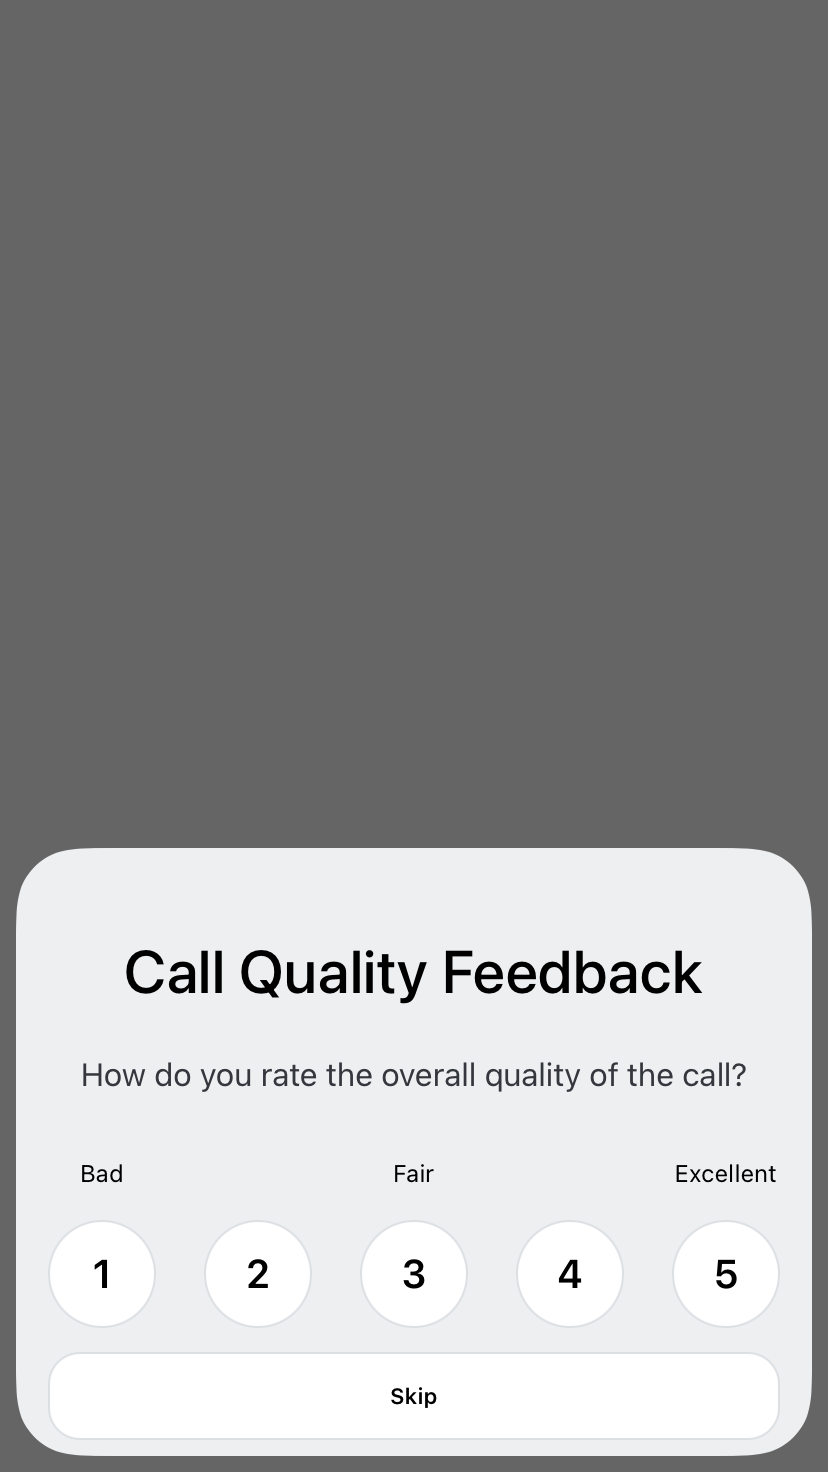 Call Quality Feedback
How do you rate the overall quality of the call?
Bad Fair Excellent
1 2 3 4 5
Skip